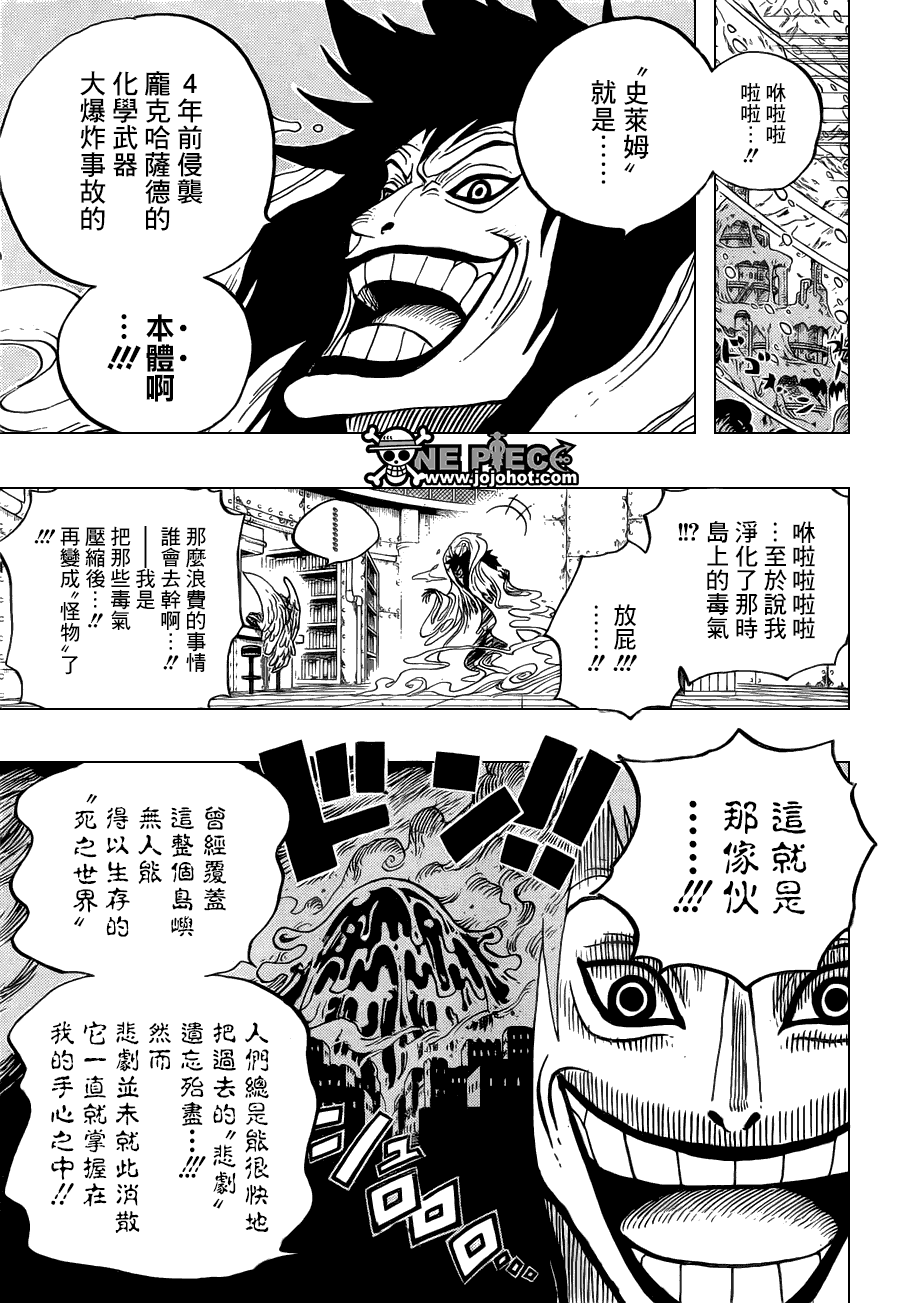 咻啦啦
啦啦…!!
“史萊姆”
就是……
4年前侵襲
龐克哈薩德的
化學武器
大爆炸事故的
本體啊
…!!!
ONE PIECE
www.jojohot.com
咻啦啦啦啦
…至於說我
淨化了那時
島上的毒氣
!!?
放屁!!!
…!!
………
那麼浪費的事情
誰會去幹啊…!!
──我是
把那些毒氣
壓縮後…!!
再變成“怪物”了
!!!
這就是
那傢伙
……!!!
ドン!!
曾經覆蓋
這整個島嶼
無人能
得以生存的
“死之世界”
人們總是能很快地
把過去的“悲劇”
遺忘殆盡…!!!
然而
悲劇並未就此消散
它一直就掌握在
我的手心之中!!
シュロロロ